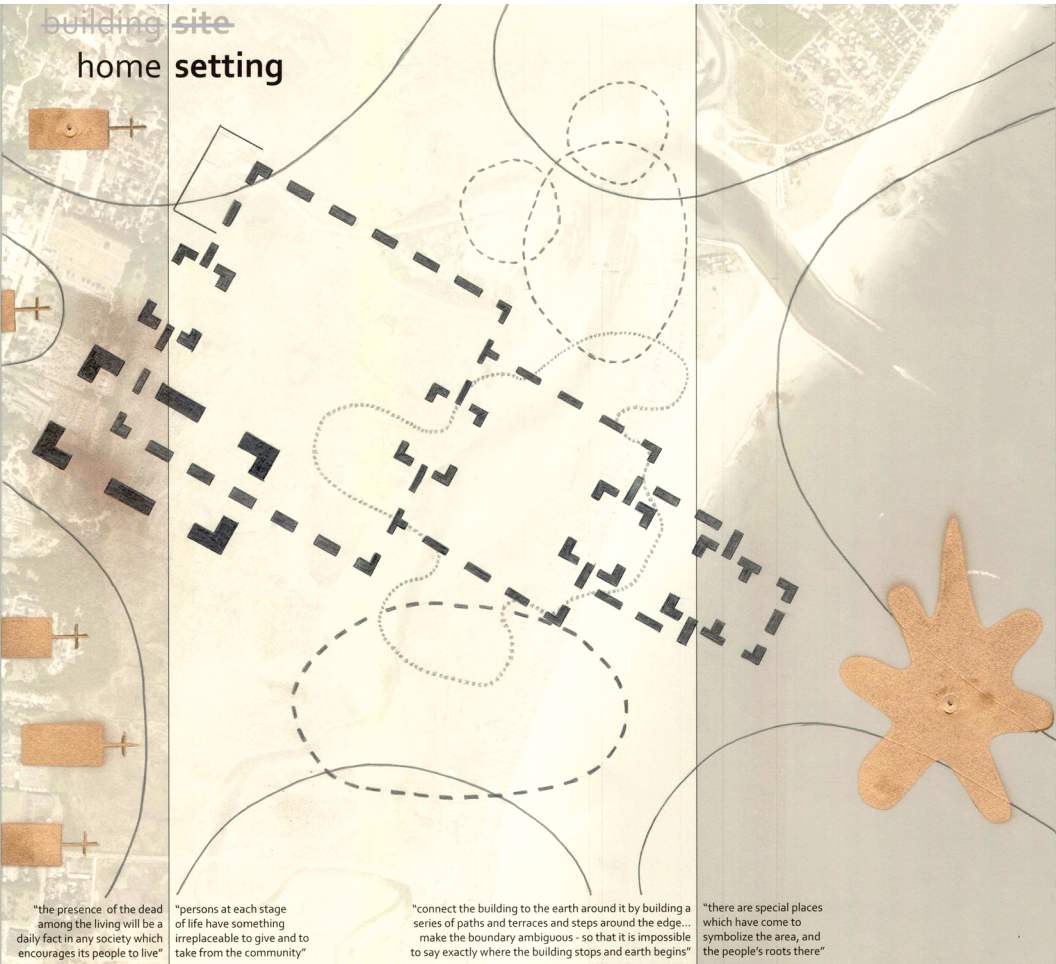 building site
home setting
"the presence of the dead
among the living will be a
daily fact in any society which
encourages its people to live"
"persons at each stage
of life have something
irreplaceable to give and to
take from the community"
"connect the building to the earth around it by building a
series of paths and terraces and steps around the edge...
make the boundary ambiguous - so that it is impossible
to say exactly where the building stops and earth begins"
"there are special places
which have come to
symbolize the area, and
the people's roots there"